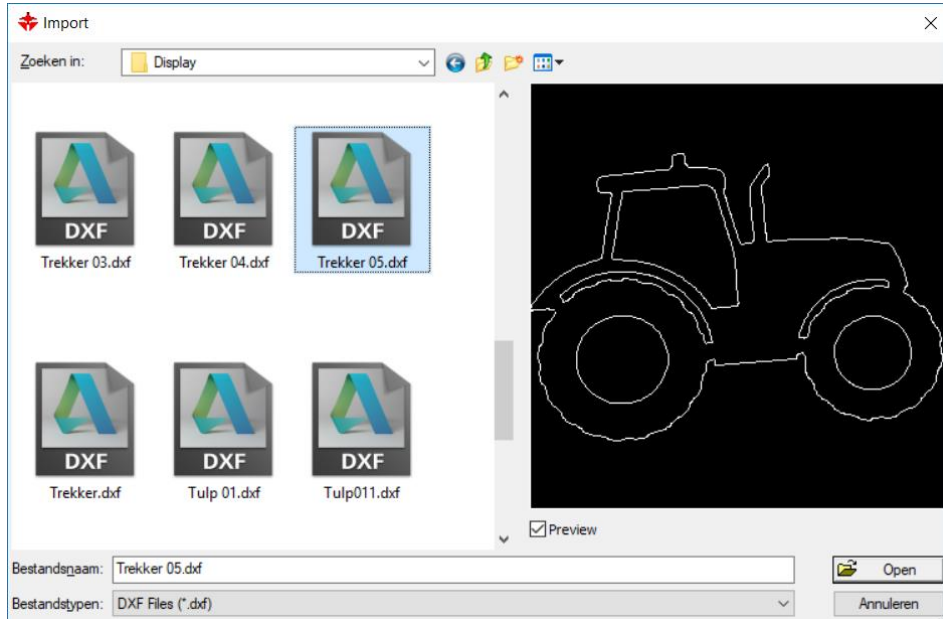 Import
Zoeken in:
Display
DXF DXF DXF
Trekker 03.dxf Trekker 04.dxf Trekker 05.dxf
DXF DXF DXF
Trekker.dxf Tulp 01.dxf Tulp011.dxf
Preview
Bestandsnaam: Trekker 05.dxf Open
Bestandstypen: DXF Files (*.dxf) Annuleren